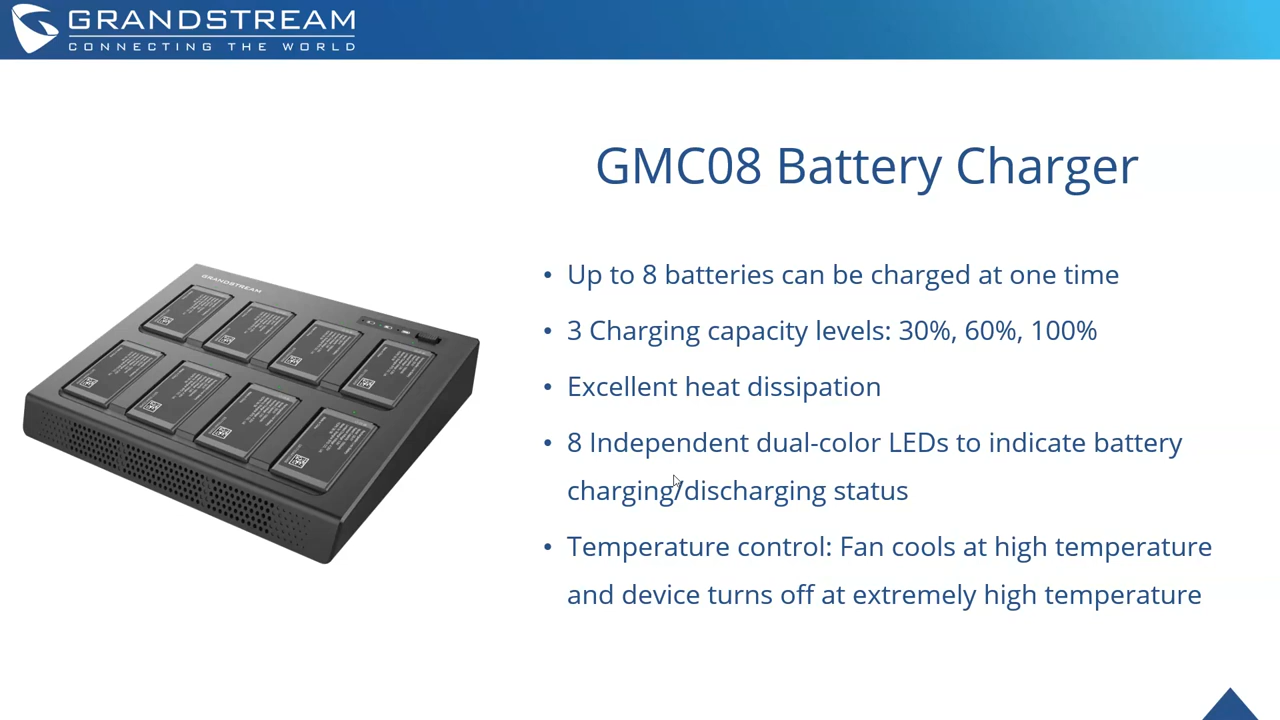 GRANDSTREAM
CONNECTING THE WORLD
GMC08 Battery Charger
GRANDSTREAM
• Up to 8 batteries can be charged at one time
• 3 Charging capacity levels: 30%, 60%, 100%
• Excellent heat dissipation
• 8 Independent dual-color LEDs to indicate battery
charging/discharging status
• Temperature control: Fan cools at high temperature
and device turns off at extremely high temperature